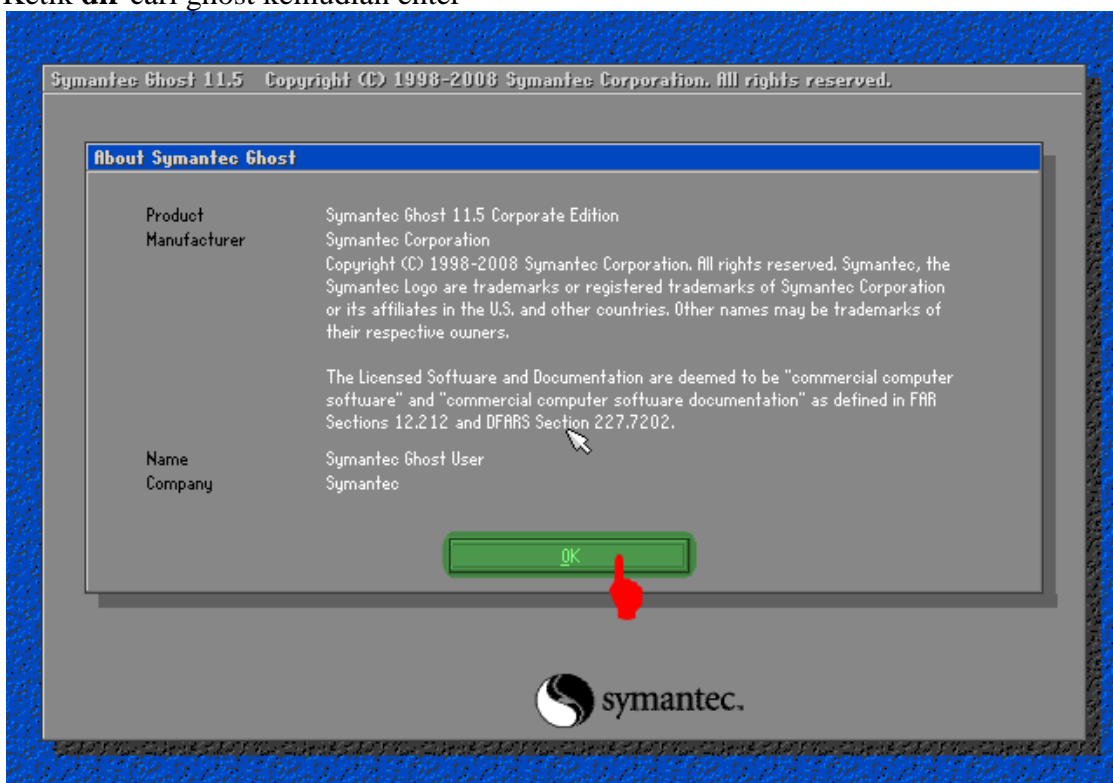 Ketik dir cari ghost kemudian enter
Symantec Ghost 11.5 Copyright (C) 1998-2008 Symantec Corporation. All rights reserved.
About Symantec Ghost
Product Symantec Ghost 11.5 Corporate Edition
Manufacturer Symantec Corporation
Copyright (C) 1998-2008 Symantec Corporation. All rights reserved. Symantec, the
Symantec Logo are trademarks or registered trademarks of Symantec Corporation
or its affiliates in the U.S. and other countries. Other names may be trademarks of
their respective owners.
The Licensed Software and Documentation are deemed to be "commercial computer
software" and "commercial computer software documentation" as defined in FAR
Sections 12.212 and DFARS Section 227.7202.
Name Symantec Ghost User
Company Symantec
OK
symantec.